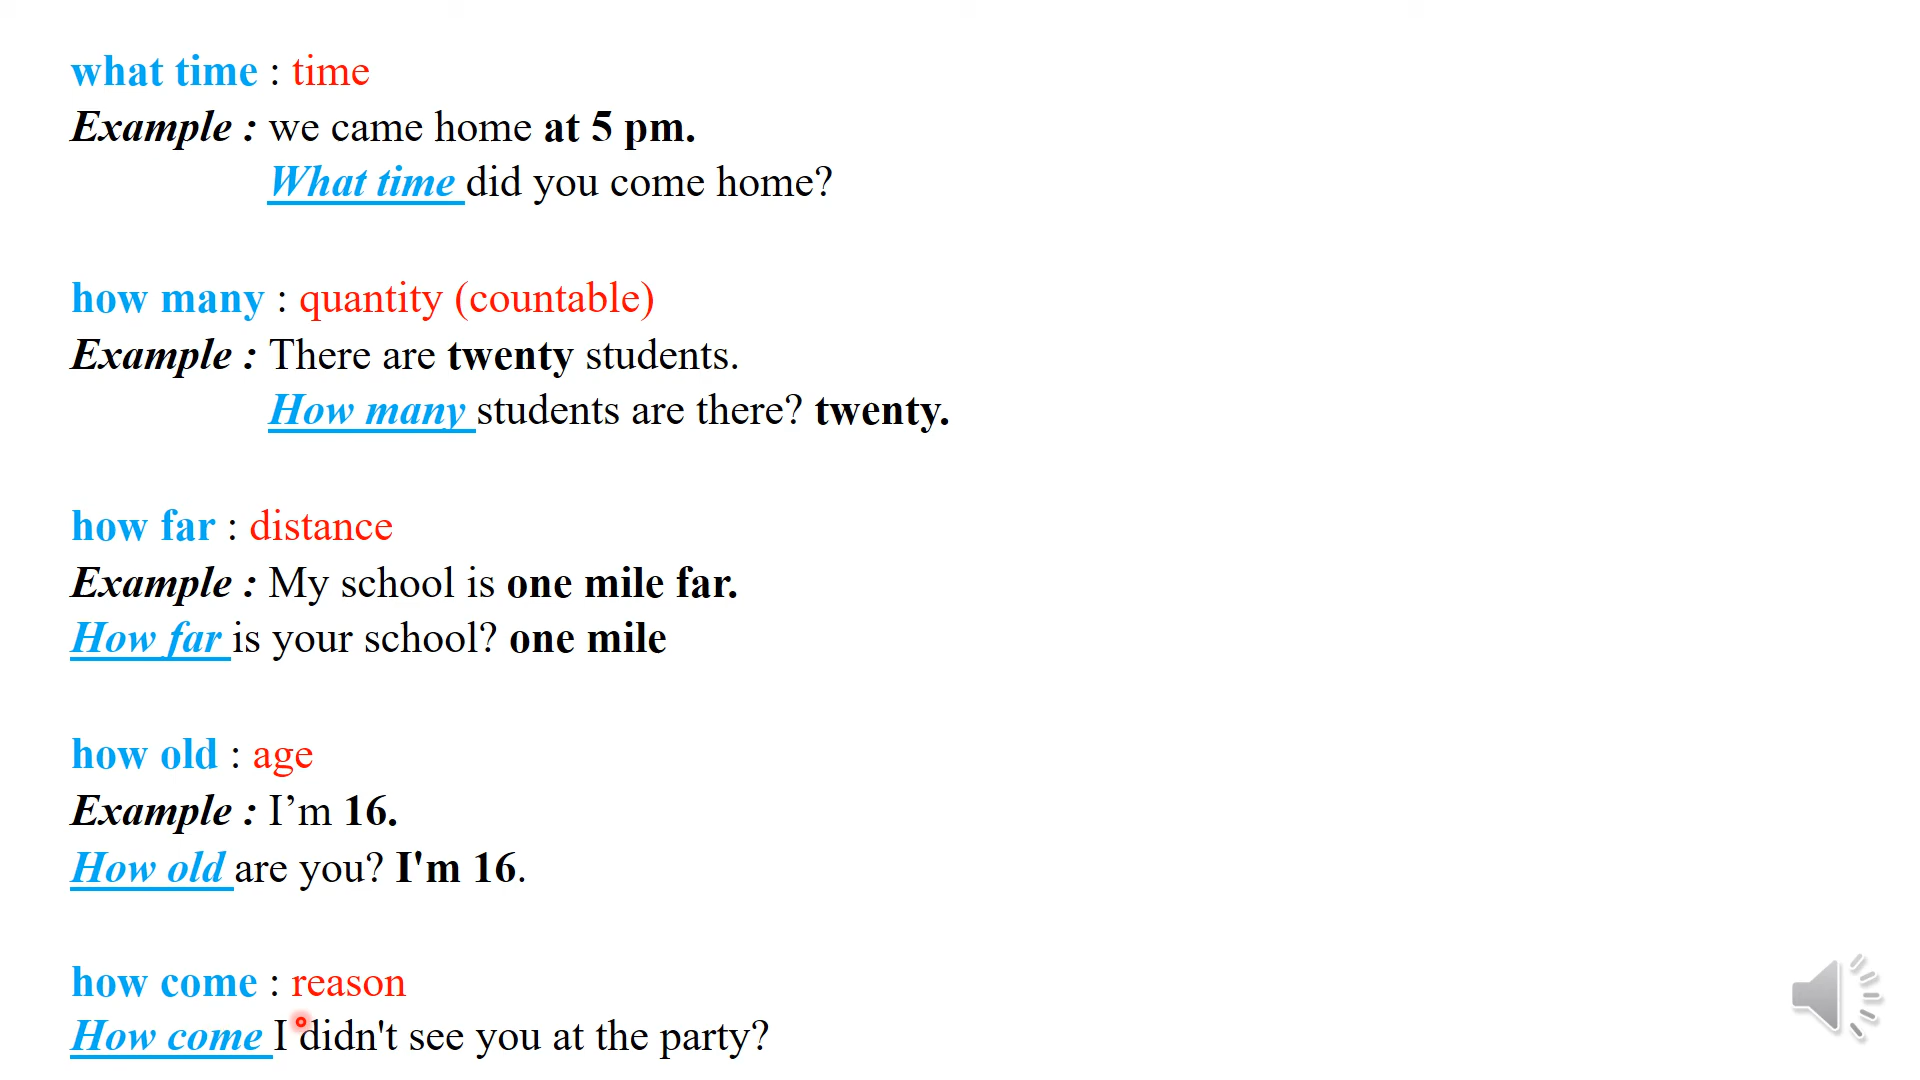 what time : time
Example : we came home at 5 pm.
What time did you come home?
how many : quantity (countable)
Example : There are twenty students.
How many students are there? twenty.
how far : distance
Example : My school is one mile far.
How far is your school? one mile
how old : age
Example : I’m 16.
How old are you? I'm 16.
how come : reason
How come I didn't see you at the party?